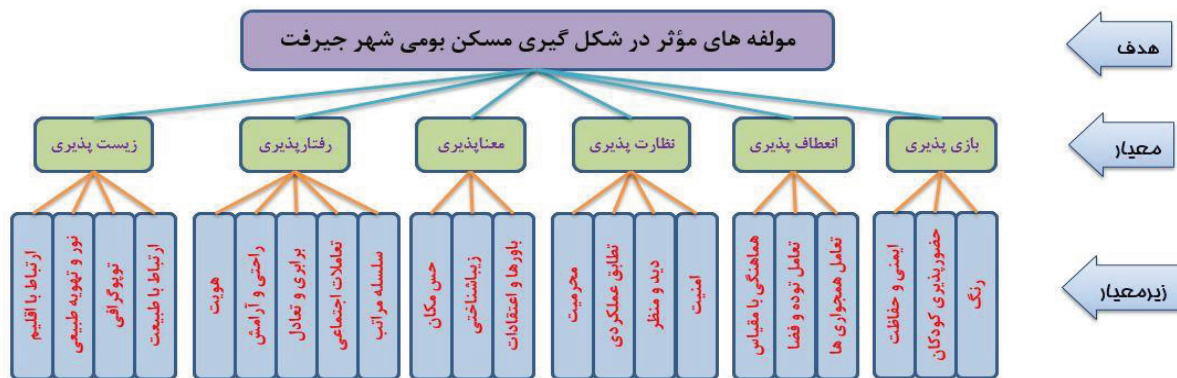 مولفه های مؤثر در شکل گیری مسکن بومی شهر جیرفت
هدف
بازی پذیری
انعطاف پذیری
نظارت پذیری
معناپذیری
رفتارپذیری
زیست پذیری
معیار
رنگ
حضورپذیری کودکان
ایمنی و حفاظت
تعامل همجواری ها
تعامل توده و فضا
هماهنگی با مقیاس
امنیت
دید و منظر
تطابق عملکردی
محرمیت
باورها و اعتقادات
زیباشناختی
حس مکان
سلسله مراتب
تعاملات اجتماعی
برابری و تعادل
راحتی و آرامش
هویت
ارتباط با طبیعت
توپوگرافی
نور و تهویه طبیعی
ارتباط با اقلیم
زیرمعیار